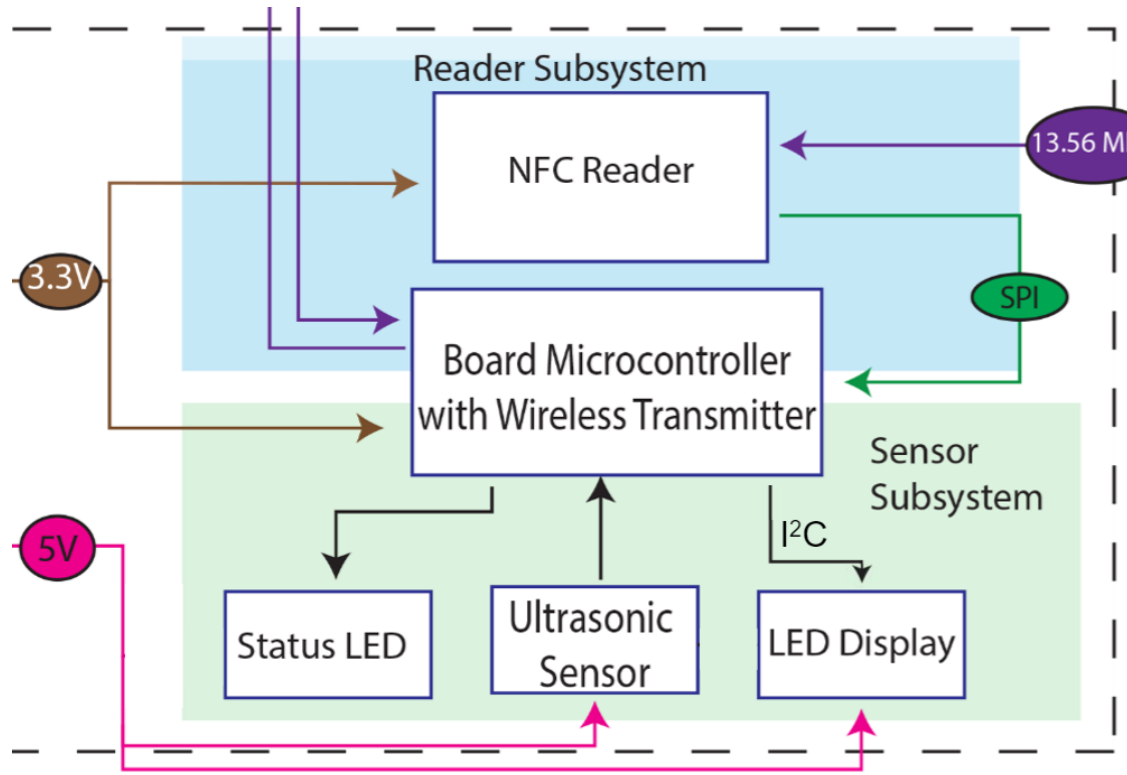 Reader Subsystem
NFC Reader
13.56 M
3.3V
SPI
Board Microcontroller
with Wireless Transmitter
Sensor
Subsystem
5V
I²C
Status LED
Ultrasonic
Sensor
LED Display